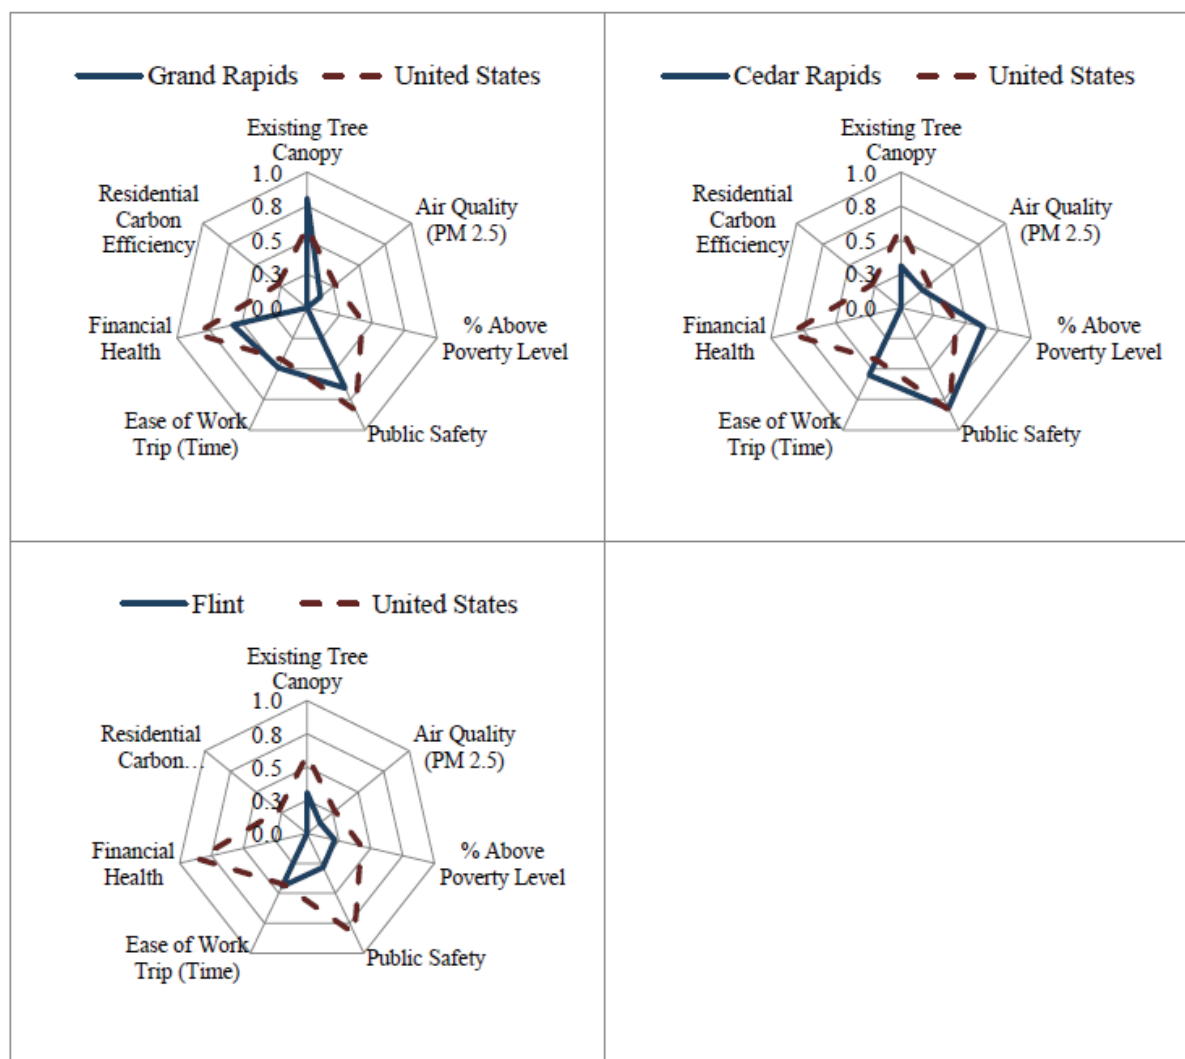 Grand Rapids United States
Existing Tree
Canopy
1.0
0.8
0.5
0.3
0.0
Air Quality
(PM 2.5)
% Above
Poverty Level
Public Safety
Ease of Work
Trip (Time)
Financial
Health
Residential
Carbon
Efficiency
Cedar Rapids United States
Existing Tree
Canopy
1.0
0.8
0.5
0.3
0.0
Air Quality
(PM 2.5)
% Above
Poverty Level
Public Safety
Ease of Work
Trip (Time)
Financial
Health
Residential
Carbon
Efficiency
Flint United States
Existing Tree
Canopy
1.0
0.8
0.5
0.3
0.0
Air Quality
(PM 2.5)
% Above
Poverty Level
Public Safety
Ease of Work
Trip (Time)
Financial
Health
Residential
Carbon…